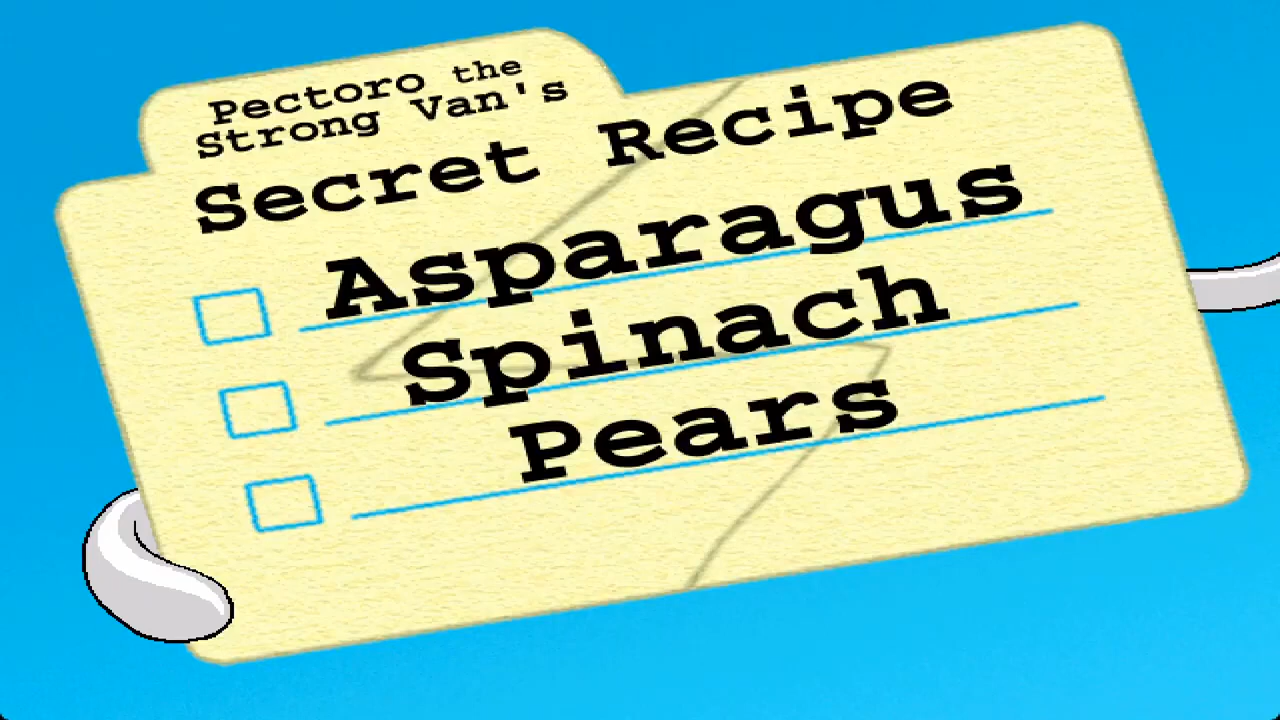 Pectoro the
Strong Van's
Secret Recipe
Asparagus
Spinach
Pears